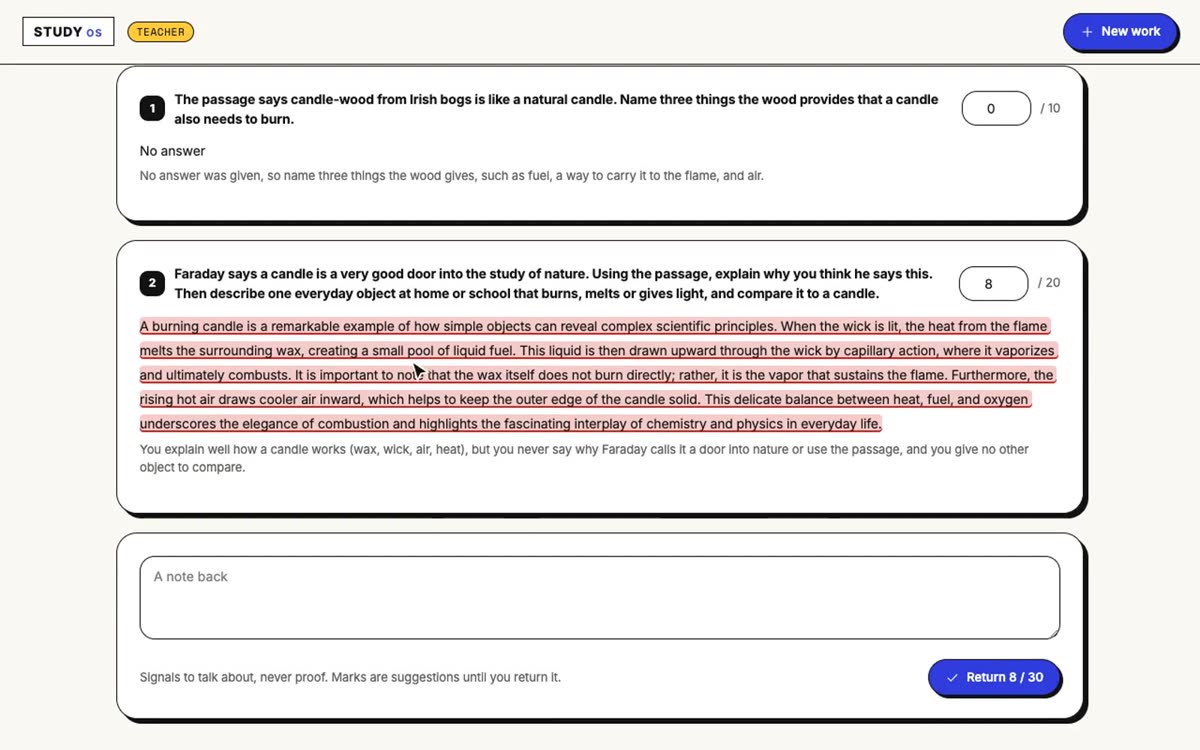 STUDY OS
TEACHER
New work
1
The passage says candle-wood from Irish bogs is like a natural candle. Name three things the wood provides that a candle
also needs to burn.
0
/ 10
No answer
No answer was given, so name three things the wood gives, such as fuel, a way to carry it to the flame, and air.
2
Faraday says a candle is a very good door into the study of nature. Using the passage, explain why you think he says this.
Then describe one everyday object at home or school that burns, melts or gives light, and compare it to a candle.
8
/ 20
A burning candle is a remarkable example of how simple objects can reveal complex scientific principles. When the wick is lit, the heat from the flame
melts the surrounding wax, creating a small pool of liquid fuel. This liquid is then drawn upward through the wick by capillary action, where it vaporizes
and ultimately combusts. It is important to that the wax itself does not burn directly; rather, it is the vapor that sustains the flame. Furthermore, the
rising hot air draws cooler air inward, which helps to keep the outer edge of the candle solid. This delicate balance between heat, fuel, and oxygen
underscores the elegance of combustion and highlights the fascinating interplay of chemistry and physics in everyday life.
You explain well how a candle works (wax, wick, air, heat), but you never say why Faraday calls it a door into nature or use the passage, and you give no other
object to compare.
A note back
Signals to talk about, never proof. Marks are suggestions until you return it.
Return 8 / 30